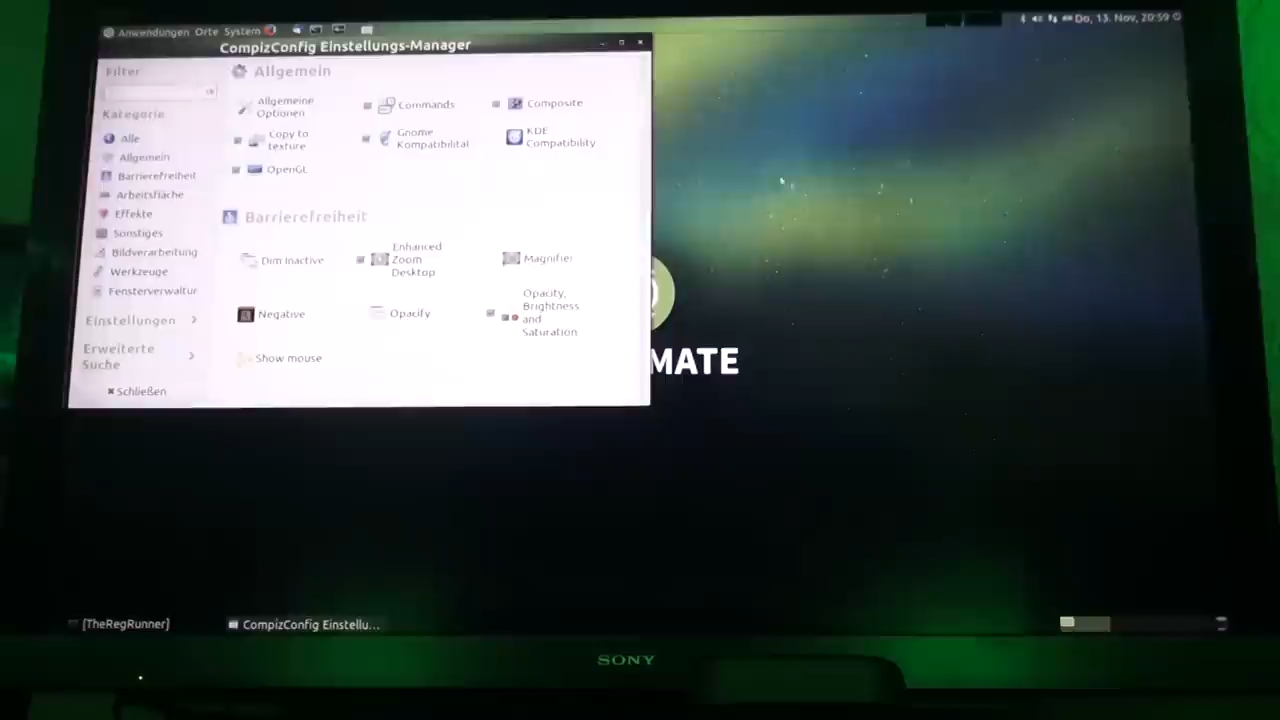 Anwendungen Orte System
Do, 13. Nov, 20:59
CompizConfig Einstellungs-Manager
Filter
Kategorie
Alle
Allgemein
Barrierefreiheit
Arbeitsfläche
Effekte
Sonstiges
Bildverarbeitung
Werkzeuge
Fensterverwaltur
Einstellungen
Erweiterte
Suche
Schließen
Allgemein
Allgemeine
Optionen
Commands
Composite
Copy to
texture
Gnome
Kompatibilität
KDE
Compatibility
OpenGL
Barrierefreiheit
Dim Inactive
Enhanced
Zoom
Desktop
Magnifier
Negative
Opacify
Opacity,
Brightness
and
Saturation
Show mouse
MATE
[TheRegRunner]
CompizConfig Einstellu...
SONY